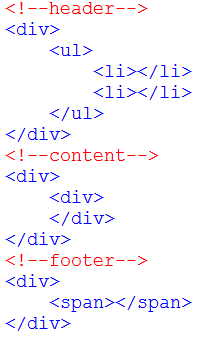 <!--header-->
<div>
    <ul>
        <li></li>
        <li></li>
    </ul>
</div>
<!--content-->
<div>
    <div>
    </div>
</div>
<!--footer-->
<div>
    <span></span>
</div>